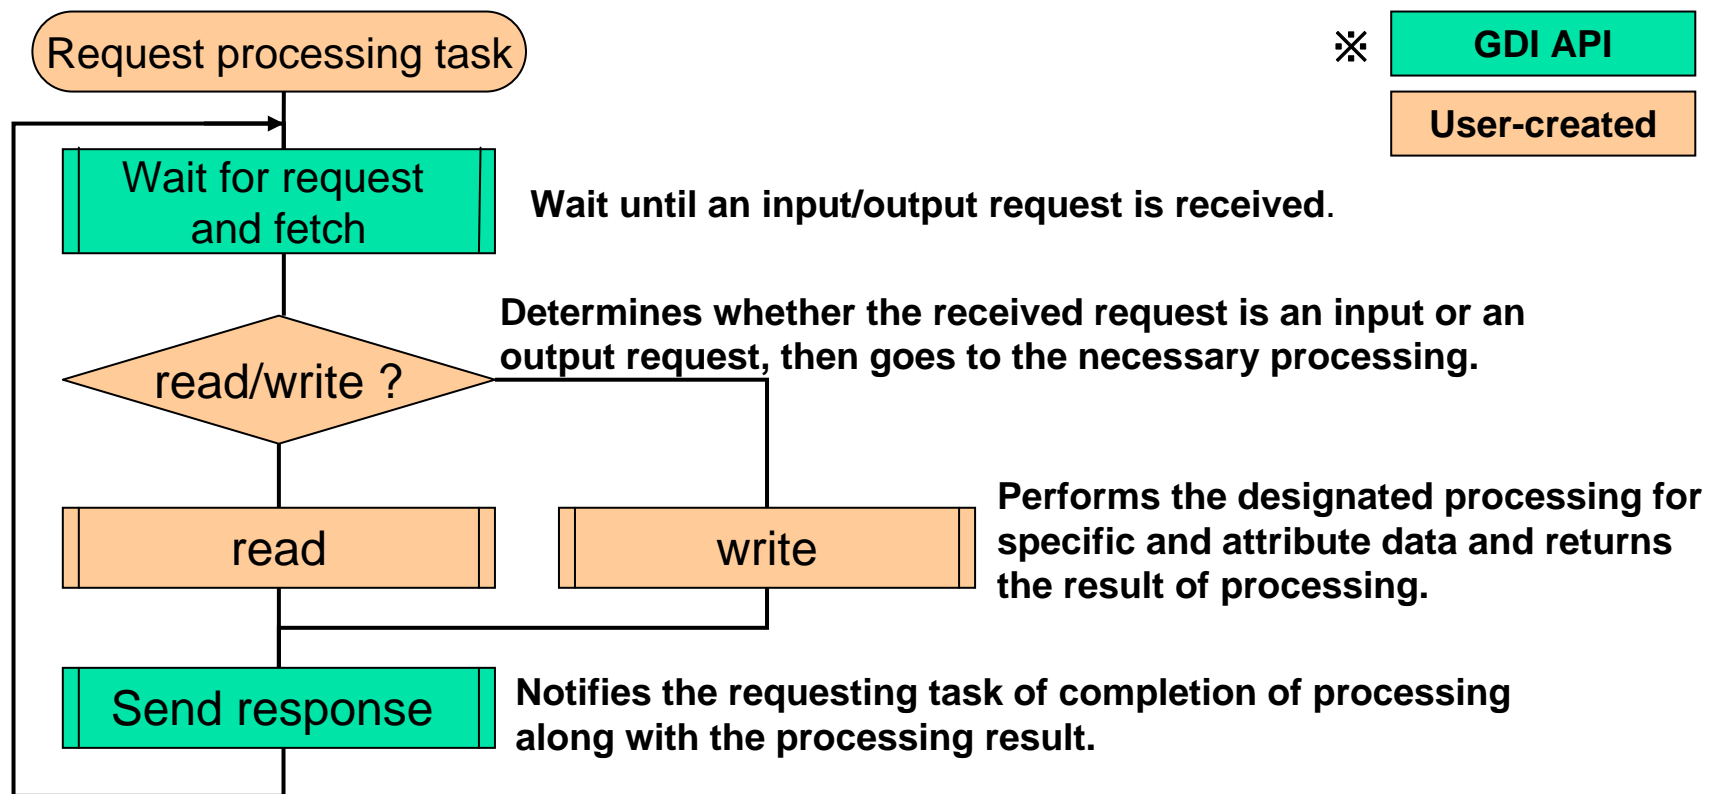 Request processing task
※
GDI API
User-created
Wait for request
and fetch
Wait until an input/output request is received.
Determines whether the received request is an input or an
output request, then goes to the necessary processing.
read/write ?
read
write
Performs the designated processing for
specific and attribute data and returns
the result of processing.
Send response
Notifies the requesting task of completion of processing
along with the processing result.